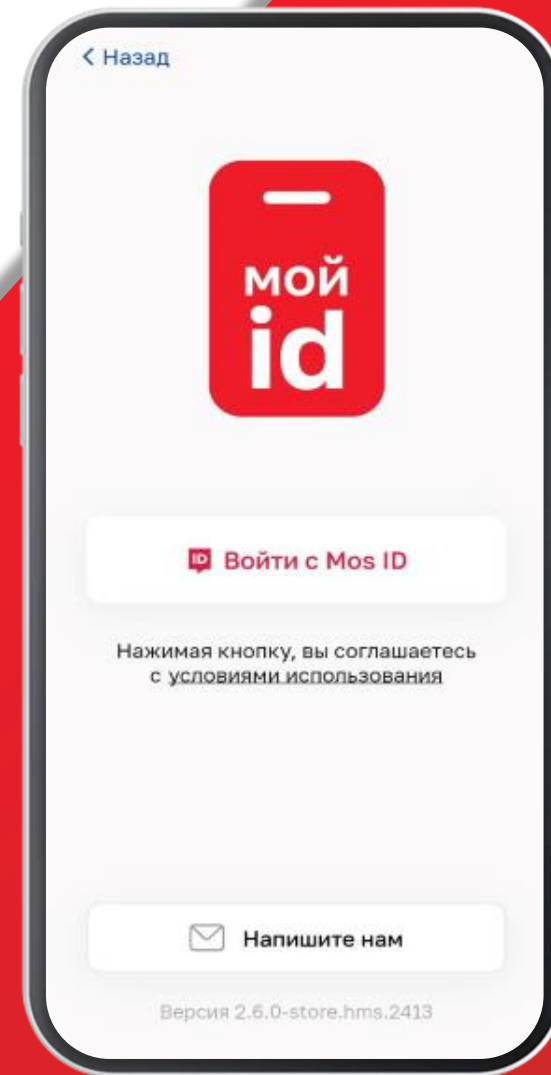 < Назад
мой
id
ID Войти с Mos ID
Нажимая кнопку, вы соглашаетесь
с условиями использования
Напишите нам
Версия 2.6.0-store.hms.2413